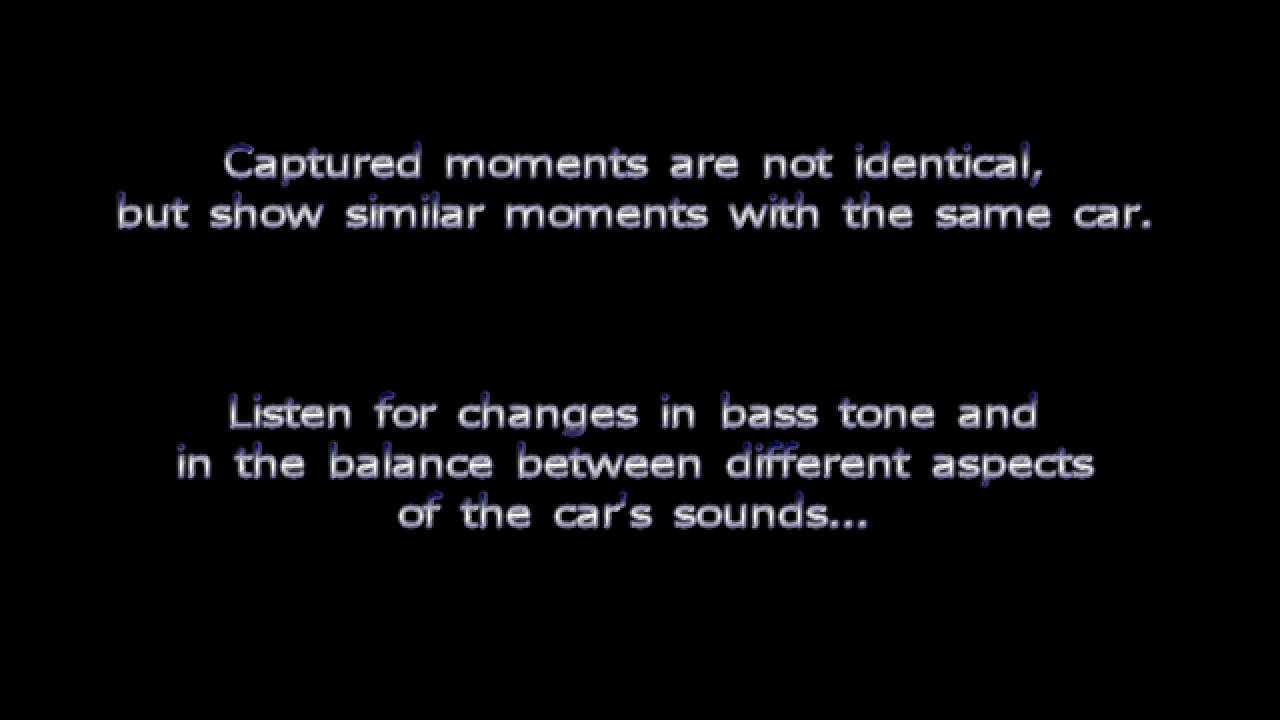 Captured moments are not identical,
but show similar moments with the same car.
Listen for changes in bass tone and
in the balance between different aspects
of the car's sounds...